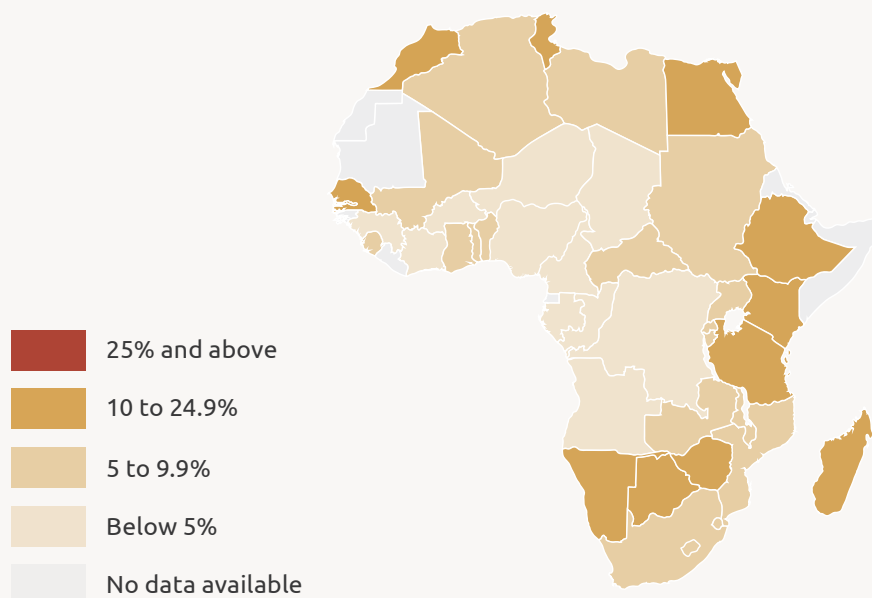 25% and above
10 to 24.9%
5 to 9.9%
Below 5%
No data available